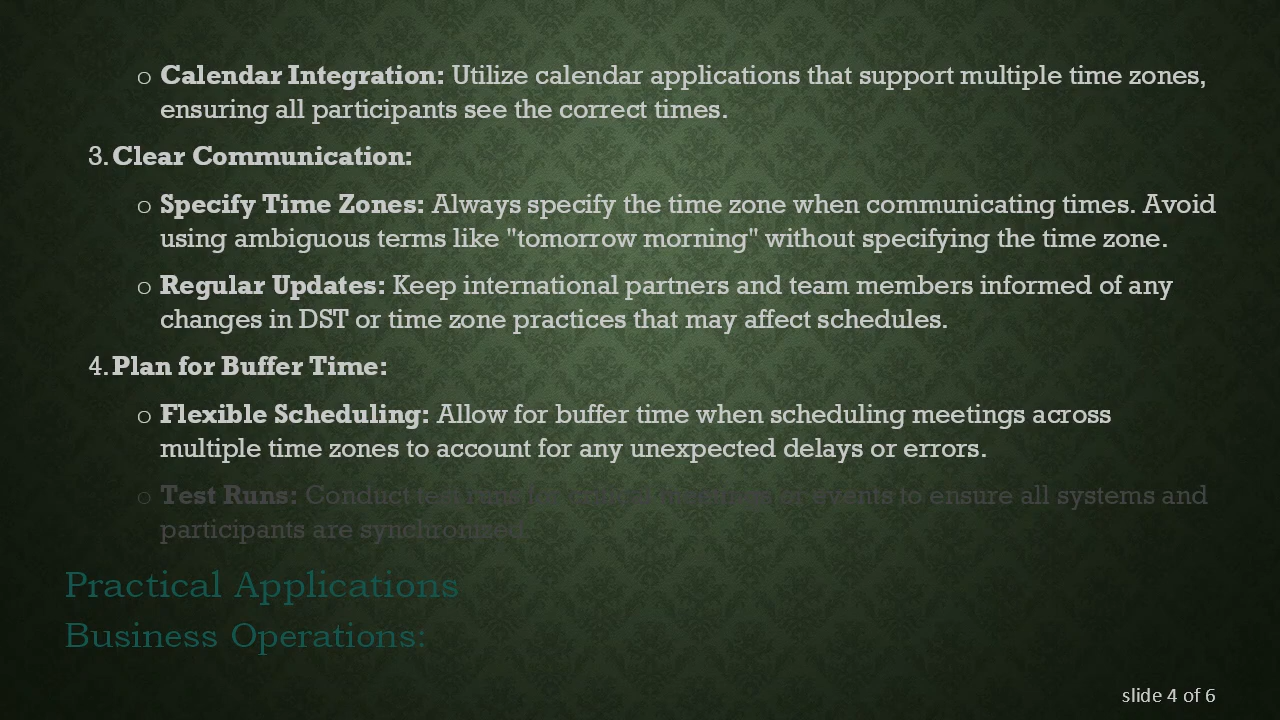 o Calendar Integration: Utilize calendar applications that support multiple time zones,
ensuring all participants see the correct times.
3. Clear Communication:
o Specify Time Zones: Always specify the time zone when communicating times. Avoid
using ambiguous terms like "tomorrow morning" without specifying the time zone.
o Regular Updates: Keep international partners and team members informed of any
changes in DST or time zone practices that may affect schedules.
4. Plan for Buffer Time:
o Flexible Scheduling: Allow for buffer time when scheduling meetings across
multiple time zones to account for any unexpected delays or errors.
o Test Runs: Conduct test runs or events to ensure all systems and
participants are synchronized.
Practical Applications
Business Operations:
slide 4 of 6